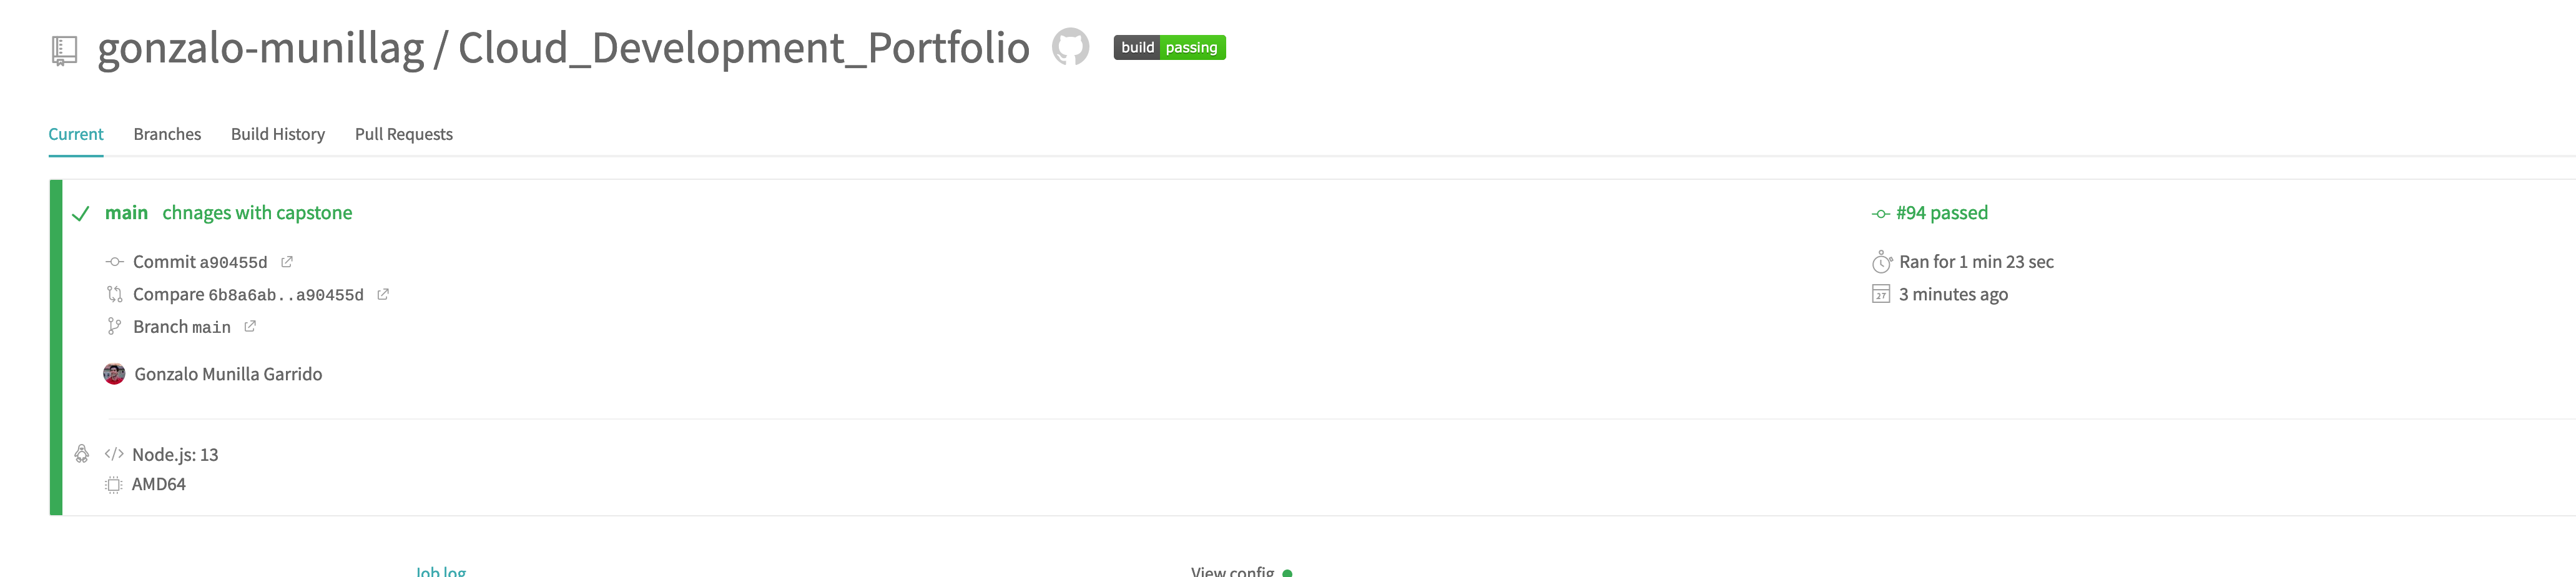 gonzalo-munillag / Cloud_Development_Portfolio build passing
Current Branches Build History Pull Requests
main chnages with capstone #94 passed
Commit a90455d Ran for 1 min 23 sec
Compare 6b8a6ab..a90455d 27 3 minutes ago
Branch main
Gonzalo Munilla Garrido
</> Node.js: 13
AMD64
Job log View config